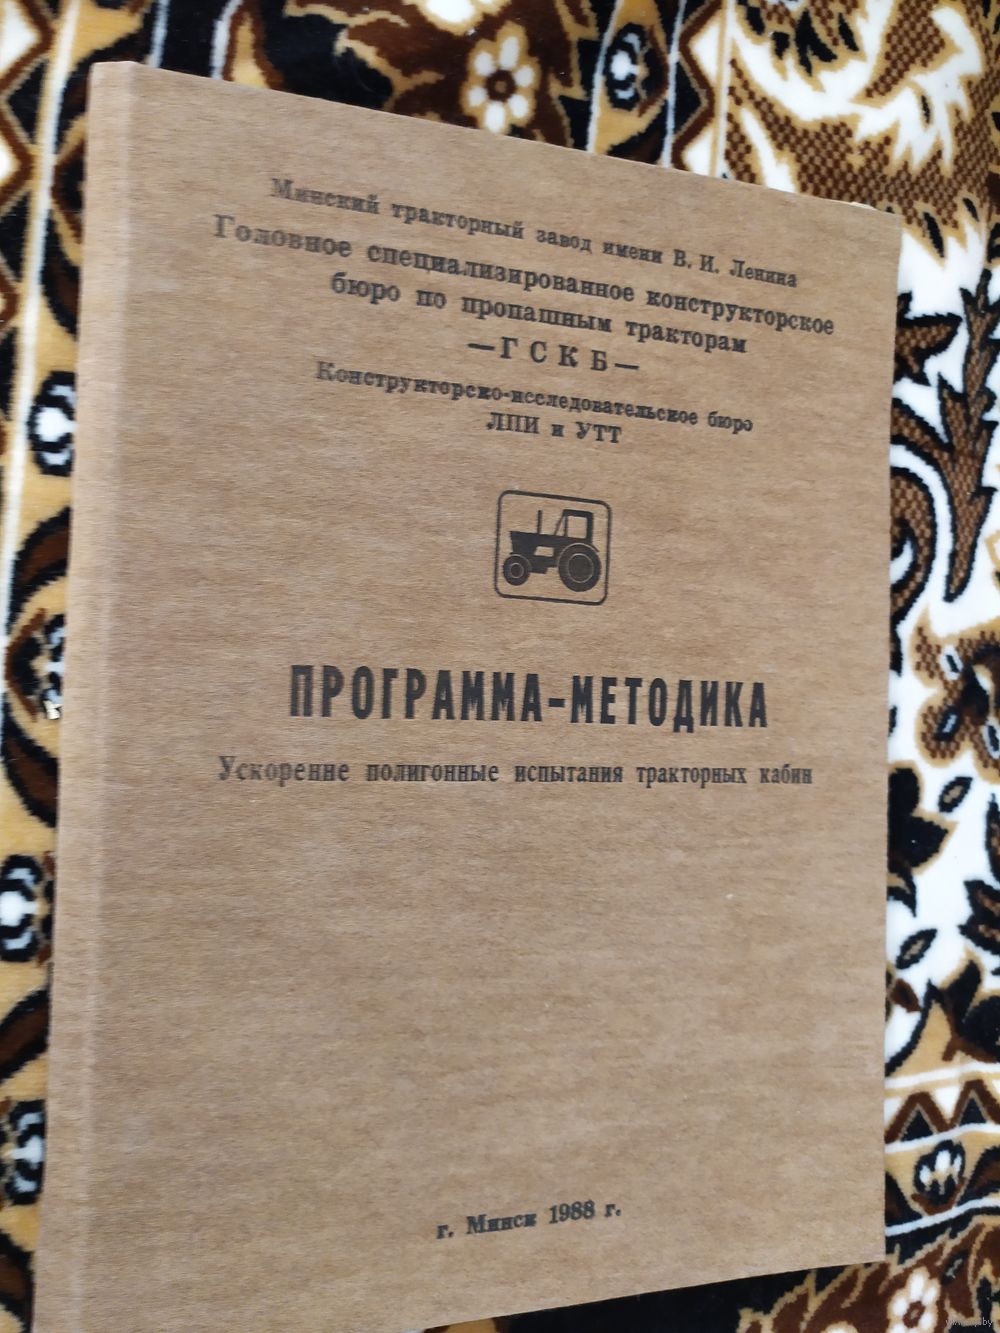 Минский тракторный завод имени В. И. Ленина
Головное специализированное конструкторское
бюро по пропашным тракторам
—ГСКБ—
Конструкторско-исследовательское бюро
ЛПИ и УТТ
ПРОГРАММА-МЕТОДИКА
Ускоренные полигонные испытания тракторных кабин
г. Минск 1988 г.